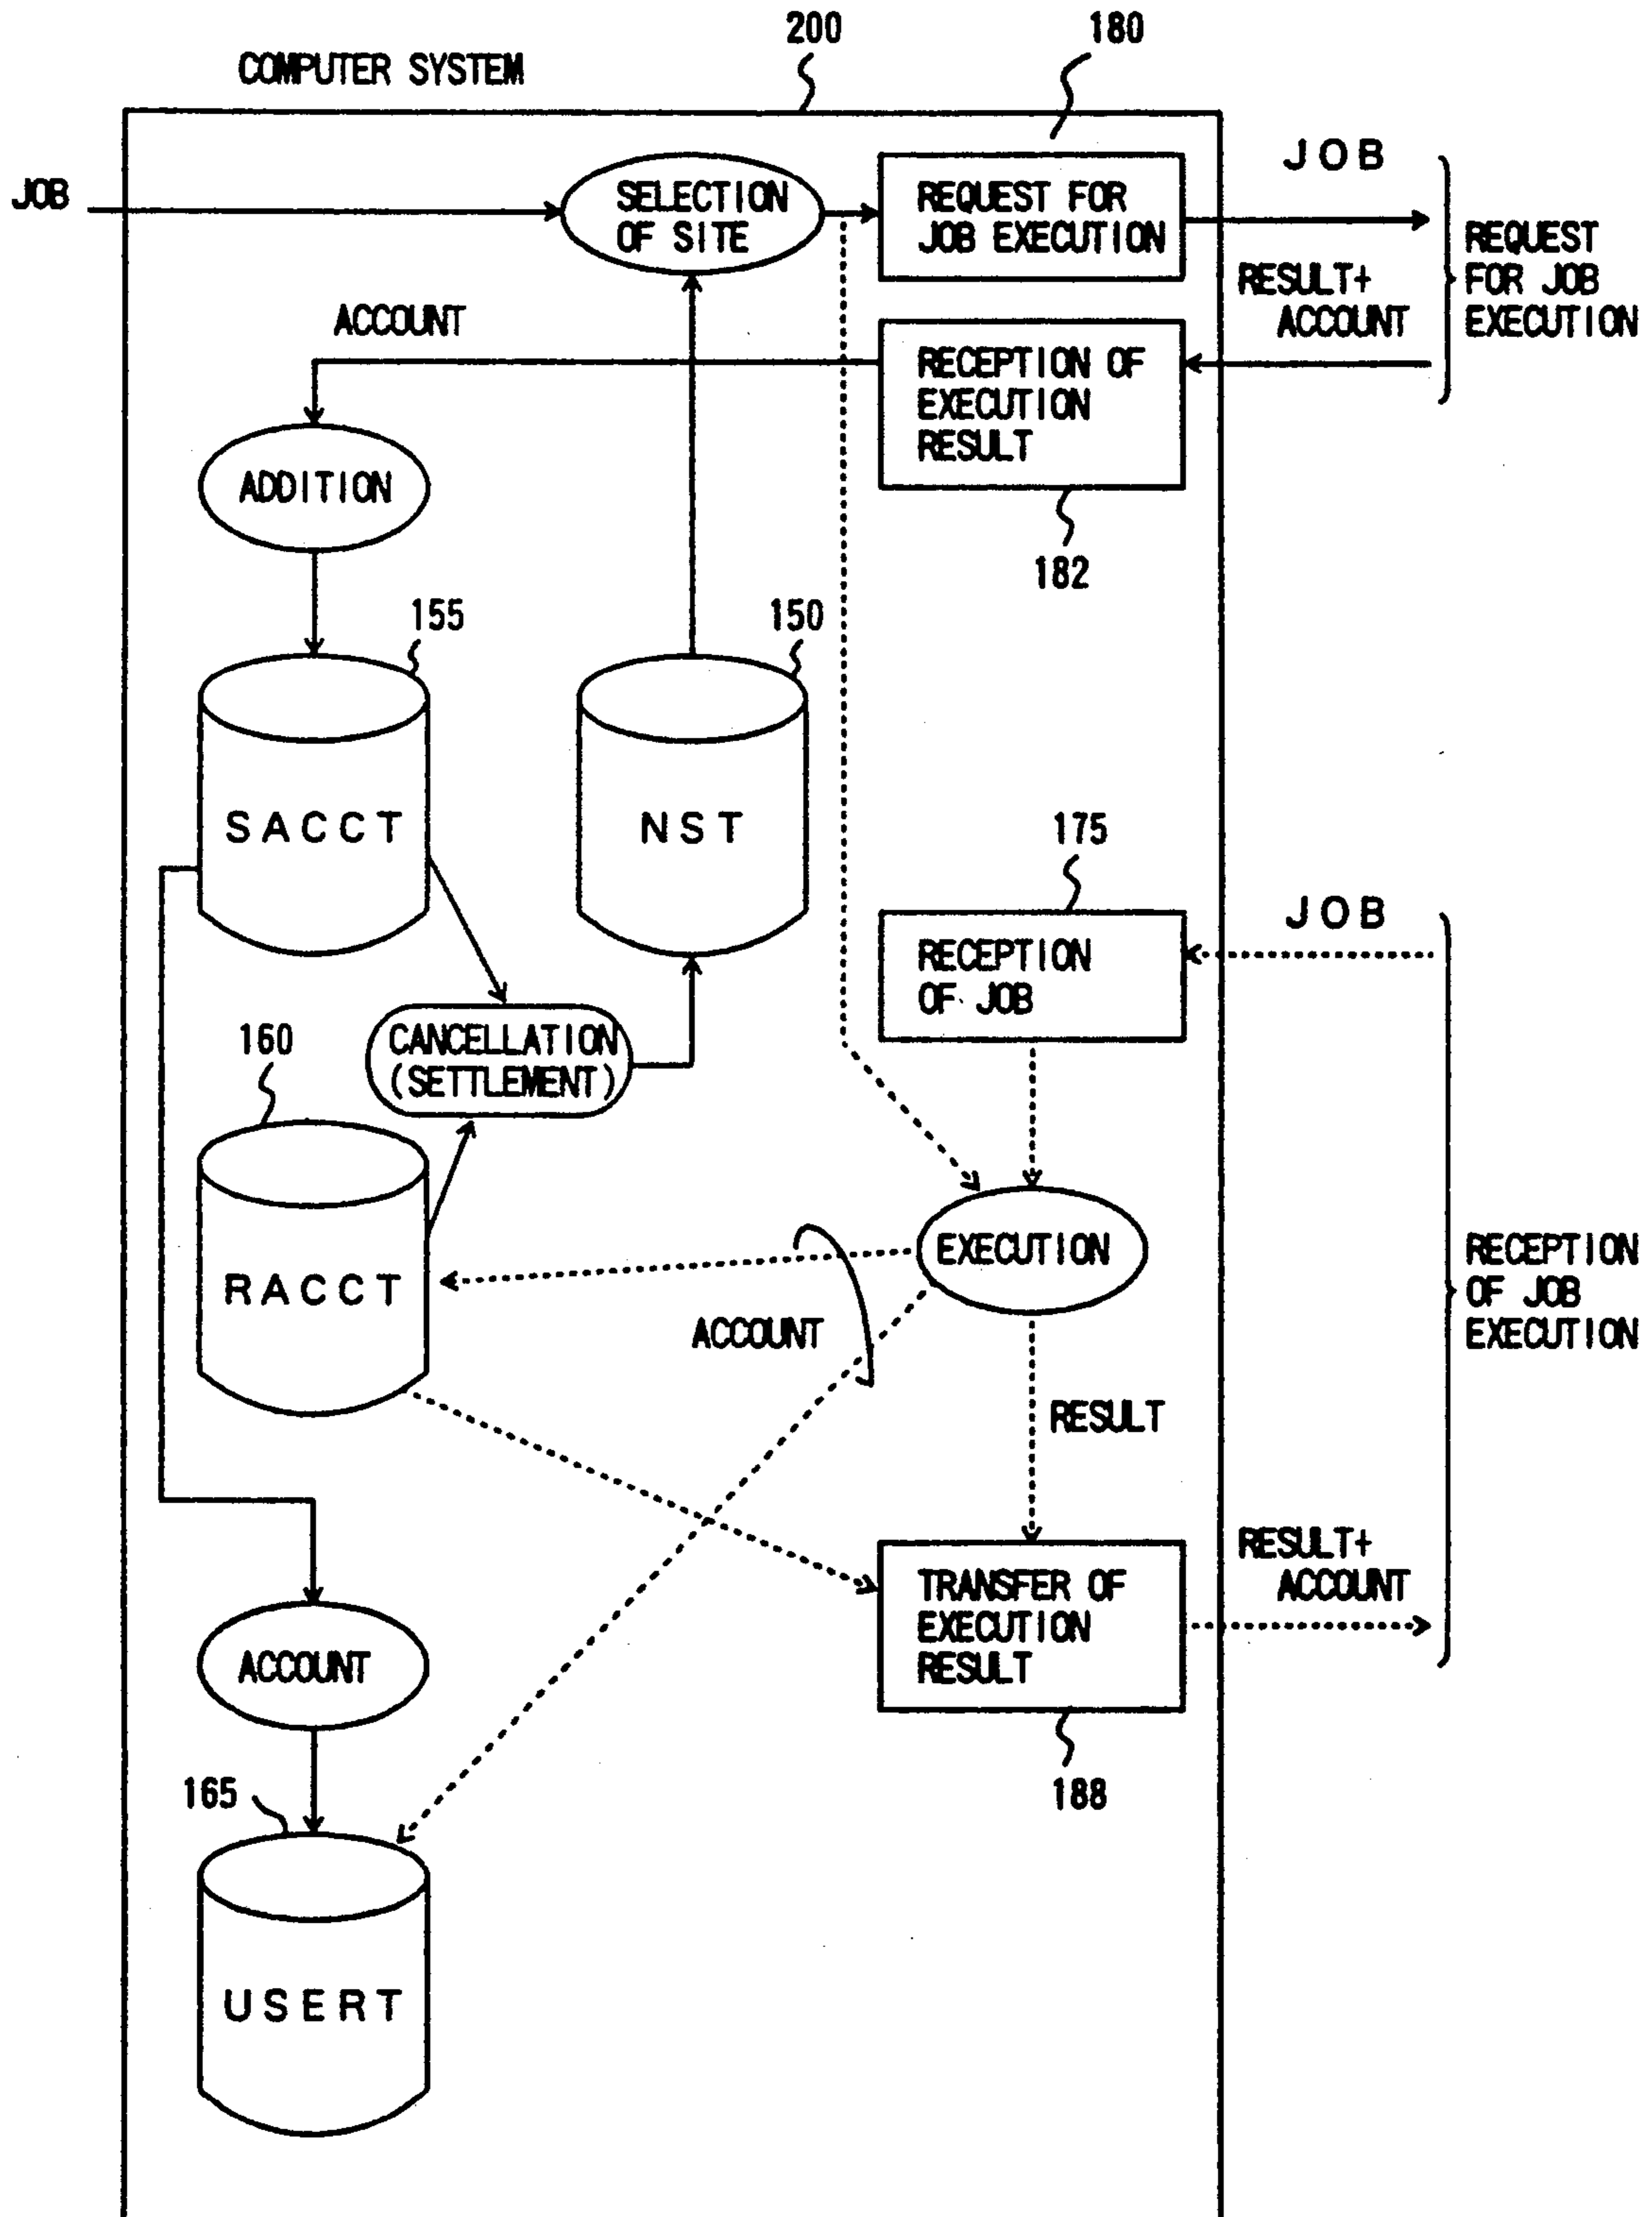 200
180
COMPUTER SYSTEM
JOB
SELECTION
OF SITE
REQUEST FOR
JOB EXECUTION
JOB
REQUEST
FOR JOB
EXECUTION
RESULT+
ACCOUNT
ACCOUNT
RECEPTION OF
EXECUTION
RESULT
ADDITION
182
155
150
SACCT
NST
175
JOB
RECEPTION
OF JOB
160
CANCELLATION
(SETTLEMENT)
RACCT
EXECUTION
RECEPTION
OF JOB
EXECUTION
ACCOUNT
RESULT
RESULT+
ACCOUNT
TRANSFER OF
EXECUTION
RESULT
ACCOUNT
188
165
USERT